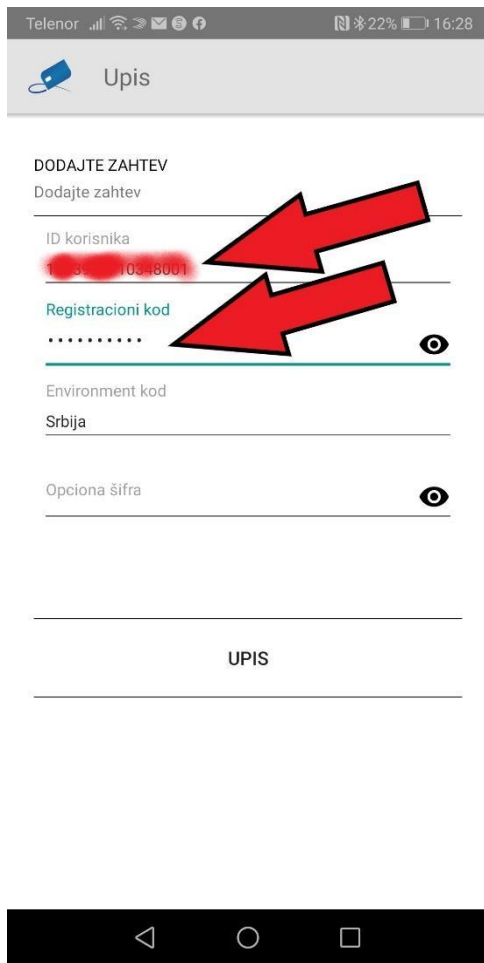 Telenor 22% 16:28
Upis
DODAJTE ZAHTEV
Dodajte zahtev
ID korisnika
Registracioni kod
••••••••••
Environment kod
Srbija
Opciona šifra
UPIS